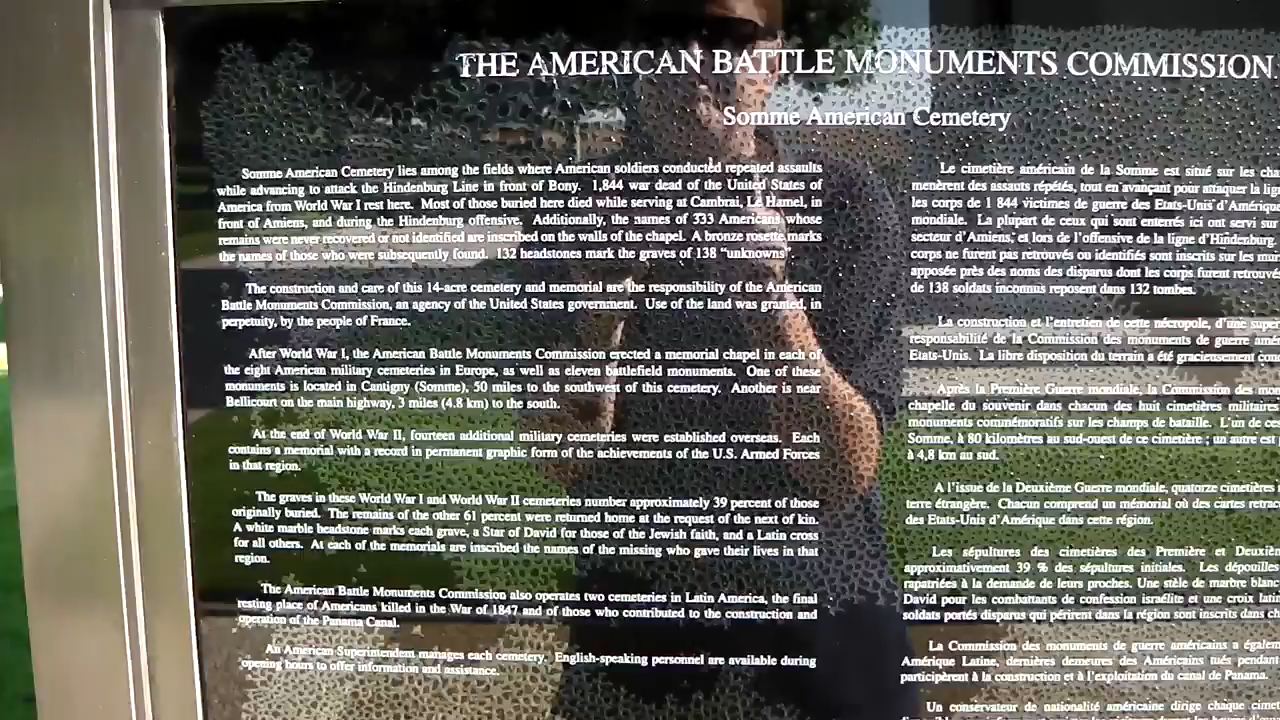 THE AMERICAN BATTLE MONUMENTS COMMISSION
Somme American Cemetery
Somme American Cemetery lies among the fields where American soldiers conducted repeated assaults
while advancing to attack the Hindenburg Line in front of Bony. 1,844 war dead of the United States of
America from World War I rest here. Most of those buried here died while serving at Cambrai, Le Hamel, in
front of Amiens, and during the Hindenburg offensive. Additionally, the names of 333 Americans whose
remains were never recovered or not identified are inscribed on the walls of the chapel. A bronze rosette marks
the names of those who were subsequently found. 132 headstones mark the graves of 138 "unknowns".
The construction and care of this 14-acre cemetery and memorial are the responsibility of the American
Battle Monuments Commission, an agency of the United States government. Use of the land was granted, in
perpetuity, by the people of France.
After World War I, the American Battle Monuments Commission erected a memorial chapel in each of
the eight American military cemeteries in Europe, as well as eleven battlefield monuments. One of these
monuments is located in Cantigny (Somme), 50 miles to the southwest of this cemetery. Another is near
Bellicourt on the main highway, 3 miles (4.8 km) to the south.
At the end of World War II, fourteen additional military cemeteries were established overseas. Each
contains a memorial with a record in permanent graphic form of the achievements of the U.S. Armed Forces
in that region.
The graves in these World War I and World War II cemeteries number approximately 39 percent of those
originally buried. The remains of the other 61 percent were returned home at the request of the next of kin.
A white marble headstone marks each grave, a Star of David for those of the Jewish faith, and a Latin cross
for all others. At each of the memorials are inscribed the names of the missing who gave their lives in that
region.
The American Battle Monuments Commission also operates two cemeteries in Latin America, the final
resting place of Americans killed in the War of 1847 and of those who contributed to the construction and
operation of the Panama Canal.
An American Superintendent manages each cemetery. English-speaking personnel are available during
opening hours to offer information and assistance.
Le cimetière américain de la Somme est situé sur les
menèrent des assauts répétés, tout en avançant pour attaquer la
les corps de 1 844 victimes de guerre des Etats-Unis d'Amérique
mondiale. La plupart de ceux qui sont enterrés ici ont servi sur
secteur d'Amiens, et lors de l'offensive de la ligne d'Hindenburg
corps ne furent pas retrouvés ou identifiés sont inscrits sur les
apposée près des noms des disparus dont les corps furent
de 138 soldats inconnus reposent dans 132 tombes.
La construction et l'entretien de cette nécropole, d'une
responsabilité de la Commission des monuments de guerre
Etats-Unis. La libre disposition du terrain a été gracieusement
Après la Première Guerre mondiale, la Commission des
chapelle du souvenir dans chacun des huit cimetières
monuments commémoratifs sur les champs de bataille. L'un de
Somme, à 80 kilomètres au sud-ouest de ce cimetière ; un autre est
à 4,8 km au sud.
A l'issue de la Deuxième Guerre mondiale, quatorze cimetières
terre étrangère. Chacun comprend un mémorial où des cartes
des Etats-Unis d'Amérique dans cette région.
Les sépultures des cimetières des Première et
approximativement 39 % des sépultures initiales. Les dépouilles
rapatriées à la demande de leurs proches. Une stèle de marbre
David pour les combattants de confession israélite et une croix
soldats portés disparus qui périrent dans la région sont inscrits dans
La Commission des monuments de guerre américains a
Amérique Latine, dernières demeures des Américains tués
participèrent à la construction et à l'exploitation du canal de Panama.
Un conservateur de nationalité américaine dirige chaque